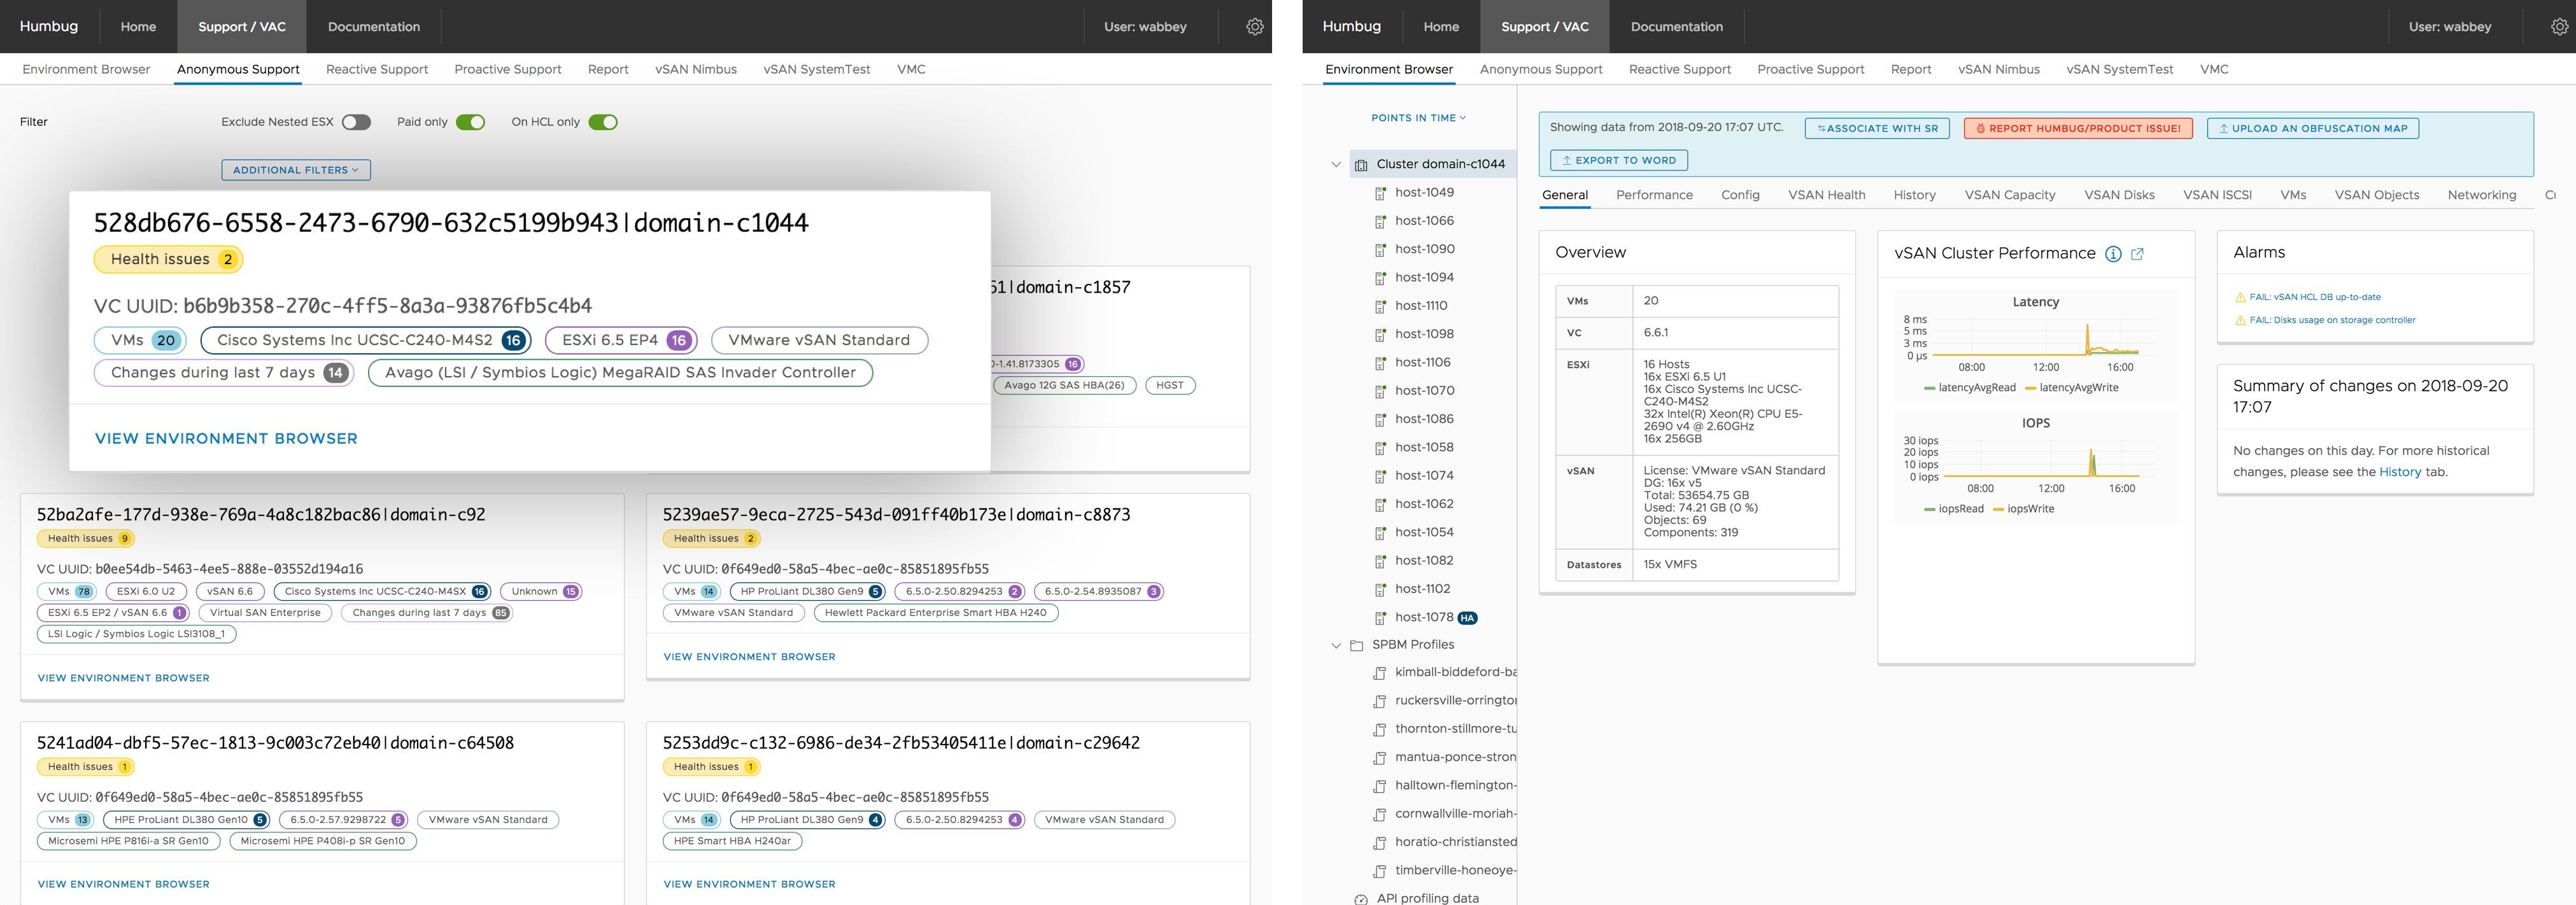 Humbug
Home
Support / VAC
Documentation
User: wabbey
Environment Browser
Anonymous Support
Reactive Support
Proactive Support
Report
vSAN Nimbus
vSAN SystemTest
VMC
Filter
Exclude Nested ESX
Paid only
On HCL only
ADDITIONAL FILTERS
528db676-6558-2473-6790-632c5199b943|domain-c1044
Health issues 2
VC UUID: b6b9b358-270c-4ff5-8a3a-93876fb5c4b4
VMs 20
Cisco Systems Inc UCSC-C240-M4S2 16
ESXi 6.5 EP4 16
VMware vSAN Standard
Changes during last 7 days 14
Avago (LSI / Symbios Logic) MegaRAID SAS Invader Controller
VIEW ENVIRONMENT BROWSER
61|domain-c1857
0-1.41.8173305 16
Avago 12G SAS HBA(26)
HGST
52ba2afe-177d-938e-769a-4a8c182bac86|domain-c92
Health issues 9
VC UUID: b0ee54db-5463-4ee5-888e-03552d194a16
VMs 78
ESXi 6.0 U2
vSAN 6.6
Cisco Systems Inc UCSC-C240-M4SX 16
Unknown 15
ESXi 6.5 EP2 / vSAN 6.6 1
Virtual SAN Enterprise
Changes during last 7 days 85
LSI Logic / Symbios Logic LSI3108_1
VIEW ENVIRONMENT BROWSER
5239ae57-9eca-2725-543d-091ff40b173e|domain-c8873
Health issues 2
VC UUID: 0f649ed0-58a5-4bec-ae0c-85851895fb55
VMs 14
HP ProLiant DL380 Gen9 5
6.5.0-2.50.8294253 2
6.5.0-2.54.8935087 3
VMware vSAN Standard
Hewlett Packard Enterprise Smart HBA H240
VIEW ENVIRONMENT BROWSER
5241ad04-dbf5-57ec-1813-9c003c72eb40|domain-c64508
Health issues 1
VC UUID: 0f649ed0-58a5-4bec-ae0c-85851895fb55
VMs 13
HPE ProLiant DL380 Gen10 5
6.5.0-2.57.9298722 5
VMware vSAN Standard
Microsemi HPE P816i-a SR Gen10
Microsemi HPE P408i-p SR Gen10
VIEW ENVIRONMENT BROWSER
5253dd9c-c132-6986-de34-2fb53405411e|domain-c29642
Health issues 1
VC UUID: 0f649ed0-58a5-4bec-ae0c-85851895fb55
VMs 14
HP ProLiant DL380 Gen9 4
6.5.0-2.50.8294253 4
VMware vSAN Standard
HPE Smart HBA H240ar
VIEW ENVIRONMENT BROWSER
Humbug
Home
Support / VAC
Documentation
User: wabbey
Environment Browser
Anonymous Support
Reactive Support
Proactive Support
Report
vSAN Nimbus
vSAN SystemTest
VMC
POINTS IN TIME
Cluster domain-c1044
host-1049
host-1066
host-1090
host-1094
host-1110
host-1098
host-1106
host-1070
host-1086
host-1058
host-1074
host-1062
host-1054
host-1082
host-1102
host-1078 HA
SPBM Profiles
kimball-biddeford-ba
ruckersville-orrington
thornton-stillmore-tu
mantua-ponce-stron
halltown-flemington-
cornwallville-moriah-
horatio-christiansted
timberville-honeoye-
API profiling data
Showing data from 2018-09-20 17:07 UTC.
ASSOCIATE WITH SR
REPORT HUMBUG/PRODUCT ISSUE!
UPLOAD AN OBFUSCATION MAP
EXPORT TO WORD
General
Performance
Config
VSAN Health
History
VSAN Capacity
VSAN Disks
VSAN ISCSI
VMs
VSAN Objects
Networking
Overview
VMs 20
VC 6.6.1
ESXi
16 Hosts
16x ESXi 6.5 U1
16x Cisco Systems Inc UCSC-
C240-M4S2
32x Intel(R) Xeon(R) CPU E5-
2690 v4 @ 2.60GHz
16x 256GB
vSAN
License: VMware vSAN Standard
DG: 16x v5
Total: 53654.75 GB
Used: 74.21 GB (0 %)
Objects: 69
Components: 319
Datastores 15x VMFS
vSAN Cluster Performance
Latency
8 ms
5 ms
3 ms
0 µs
08:00
12:00
16:00
latencyAvgRead
latencyAvgWrite
IOPS
30 iops
20 iops
10 iops
0 iops
08:00
12:00
16:00
iopsRead
iopsWrite
Alarms
FAIL: vSAN HCL DB up-to-date
FAIL: Disks usage on storage controller
Summary of changes on 2018-09-20
17:07
No changes on this day. For more historical
changes, please see the History tab.